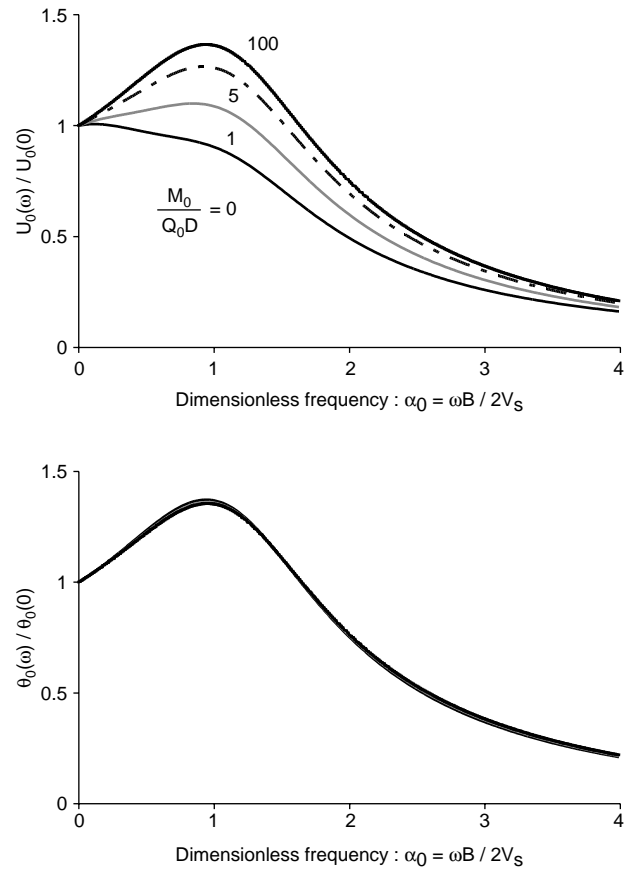 1.5
100
5
1
1
M₀ / Q₀D = 0
0.5
0
U₀(ω) / U₀(0)
0 1 2 3 4
Dimensionless frequency : α₀ = ωB / 2Vₛ
1.5
1
0.5
0
θ₀(ω) / θ₀(0)
0 1 2 3 4
Dimensionless frequency : α₀ = ωB / 2Vₛ